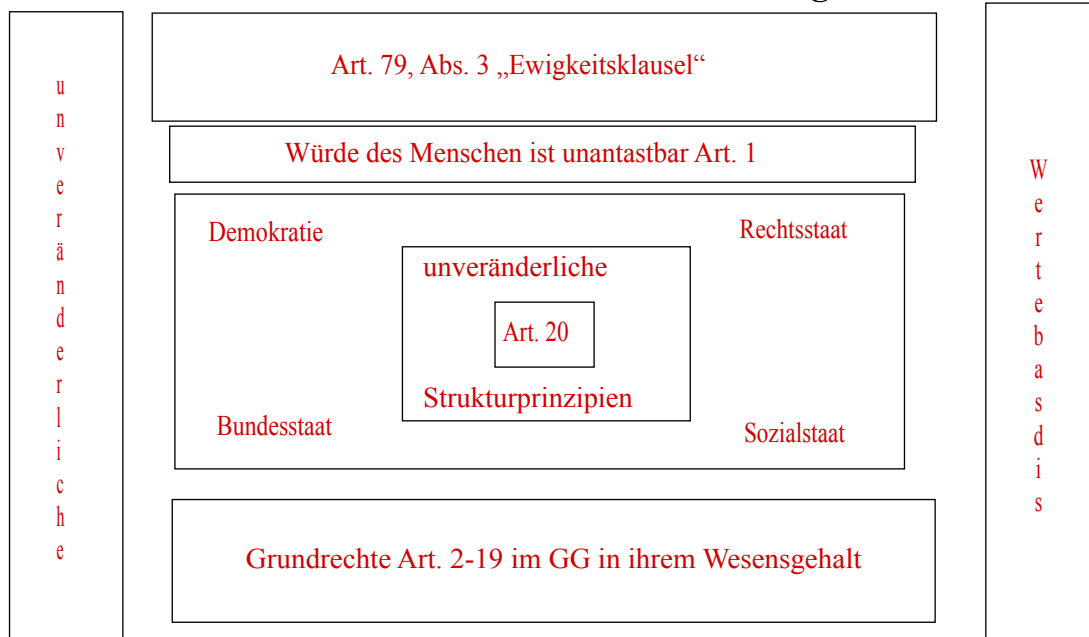 unveränderliche
Art. 79, Abs. 3 „Ewigkeitsklausel“
Würde des Menschen ist unantastbar Art. 1
Demokratie
Rechtsstaat
unveränderliche
Art. 20
Strukturprinzipien
Bundesstaat
Sozialstaat
Grundrechte Art. 2-19 im GG in ihrem Wesensgehalt
Wertebasdis